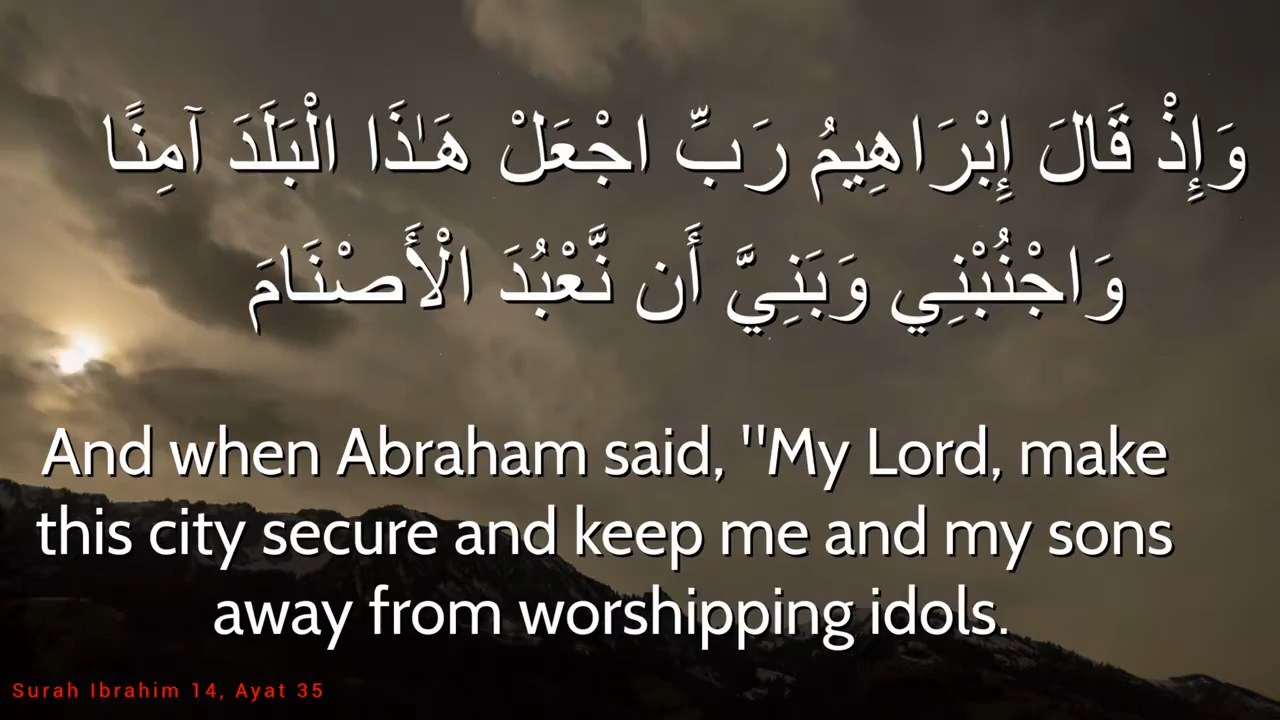 وَإِذْ قَالَ إِبْرَاهِيمُ رَبِّ اجْعَلْ هَـٰذَا الْبَلَدَ آمِنًا
وَاجْنُبْنِي وَبَنِيَّ أَن نَّعْبُدَ الْأَصْنَامَ
And when Abraham said, "My Lord, make
this city secure and keep me and my sons
away from worshipping idols.
Surah Ibrahim 14, Ayat 35